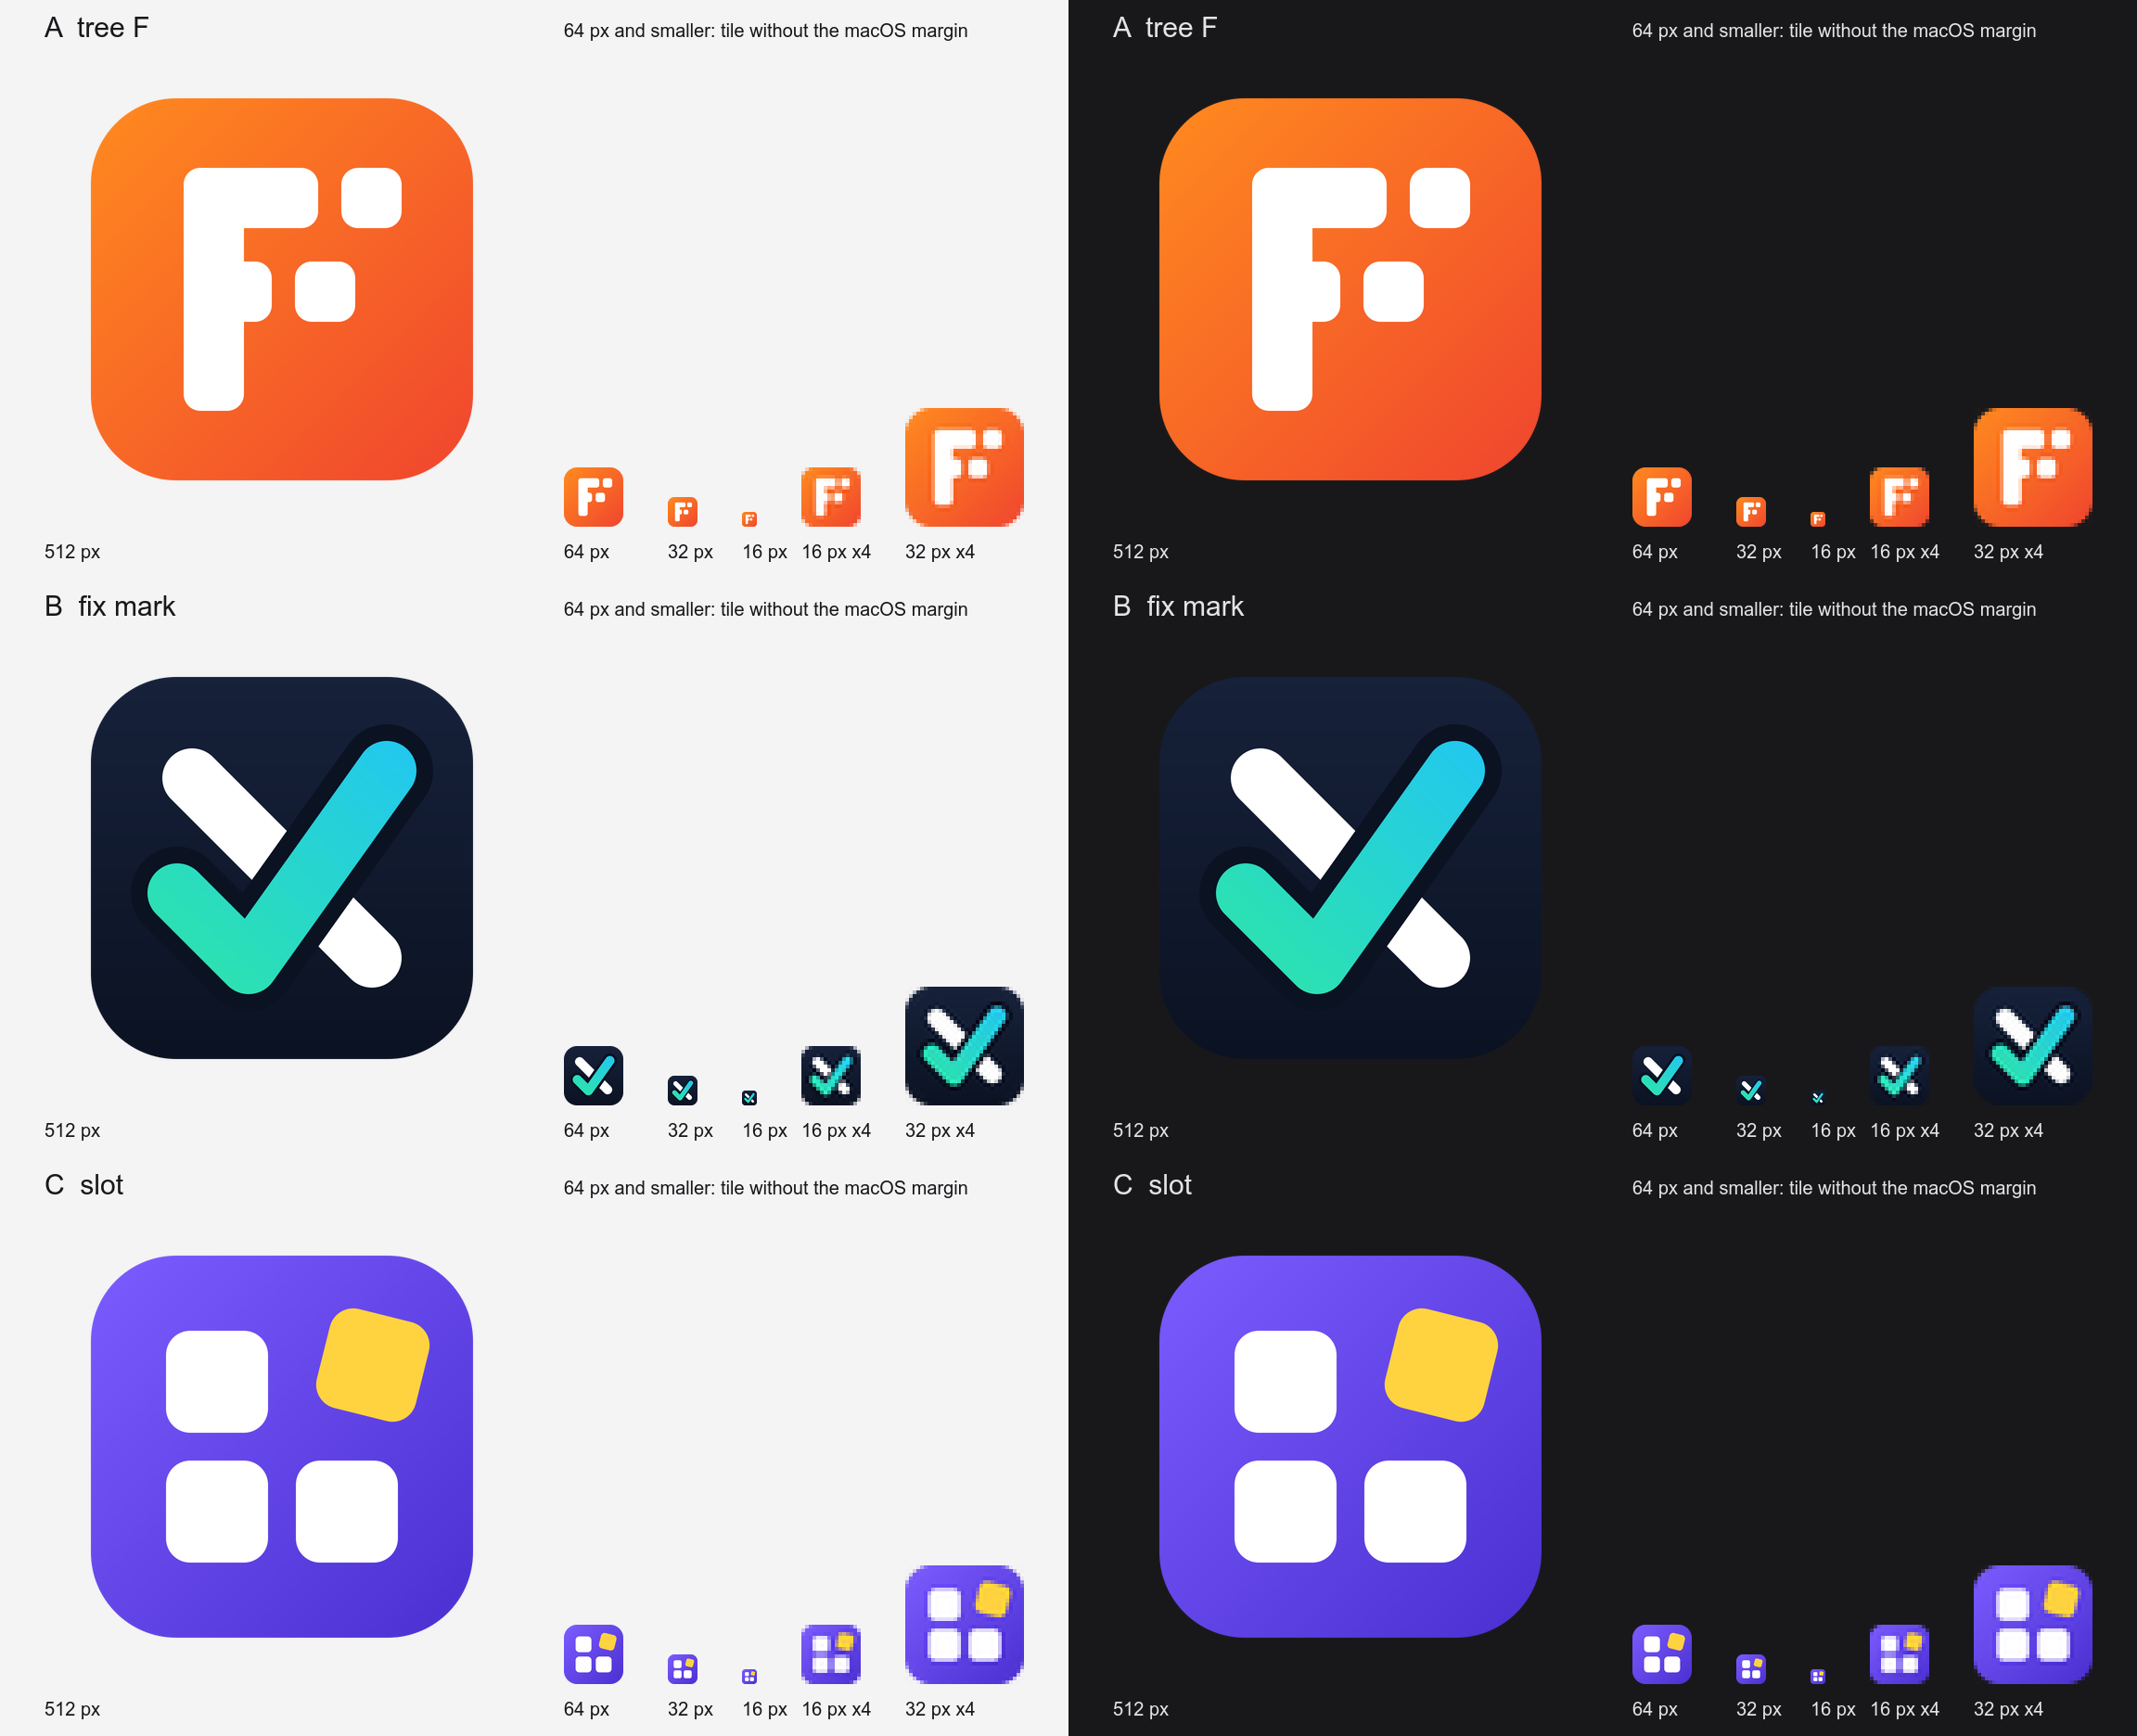 A tree F
64 px and smaller: tile without the macOS margin
512 px
64 px
32 px
16 px
16 px x4
32 px x4
A tree F
64 px and smaller: tile without the macOS margin
512 px
64 px
32 px
16 px
16 px x4
32 px x4
B fix mark
64 px and smaller: tile without the macOS margin
512 px
64 px
32 px
16 px
16 px x4
32 px x4
B fix mark
64 px and smaller: tile without the macOS margin
512 px
64 px
32 px
16 px
16 px x4
32 px x4
C slot
64 px and smaller: tile without the macOS margin
512 px
64 px
32 px
16 px
16 px x4
32 px x4
C slot
64 px and smaller: tile without the macOS margin
512 px
64 px
32 px
16 px
16 px x4
32 px x4